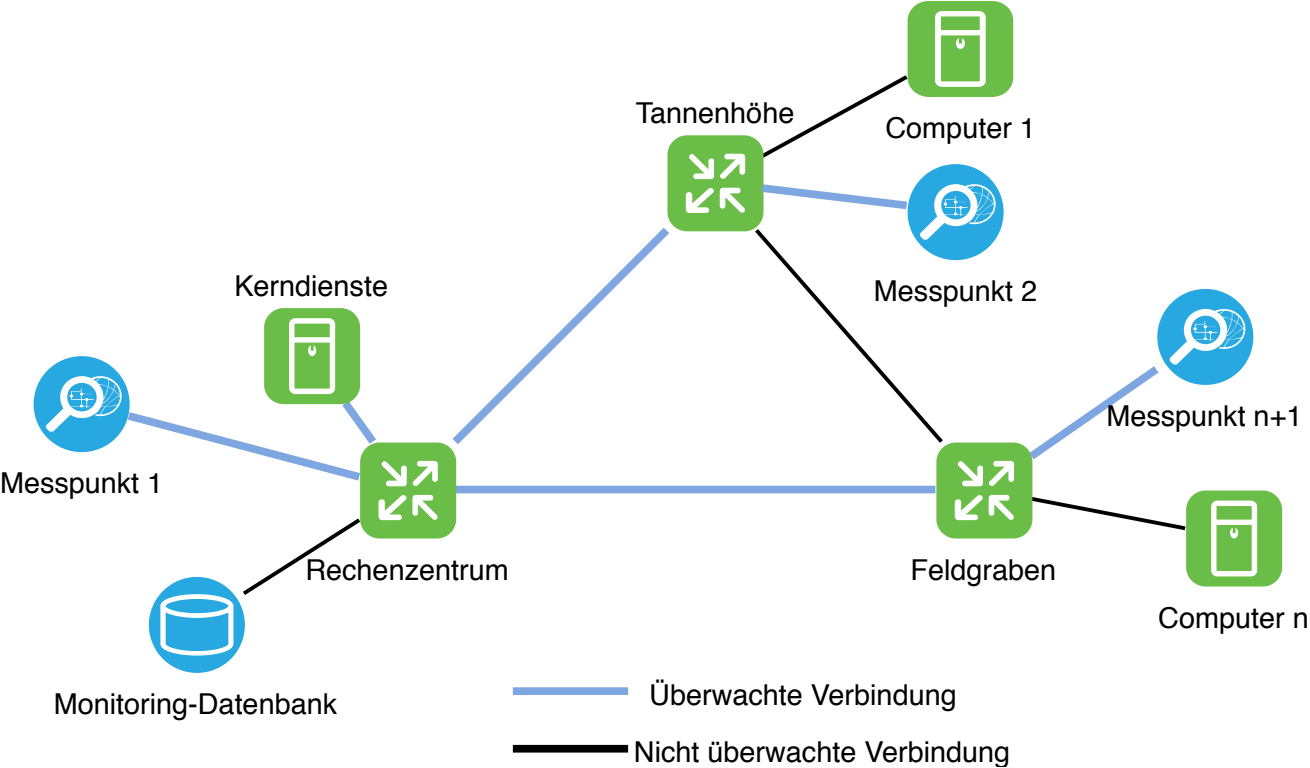 Tannenhöhe
Computer 1
Kerndienste
Messpunkt 2
Messpunkt n+1
Messpunkt 1
Rechenzentrum
Feldgraben
Computer n
Monitoring-Datenbank
Überwachte Verbindung
Nicht überwachte Verbindung